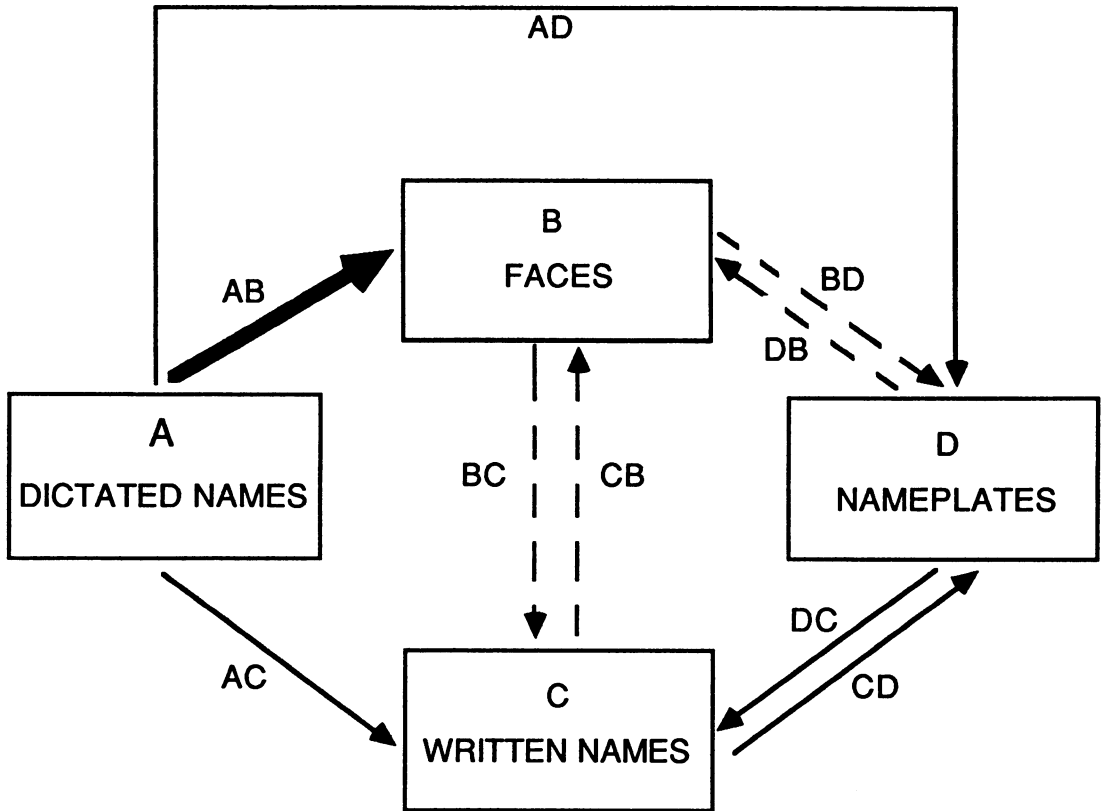 AD
B
FACES
AB
BD
DB
A
DICTATED NAMES
BC
CB
D
NAMEPLATES
AC
DC
CD
C
WRITTEN NAMES